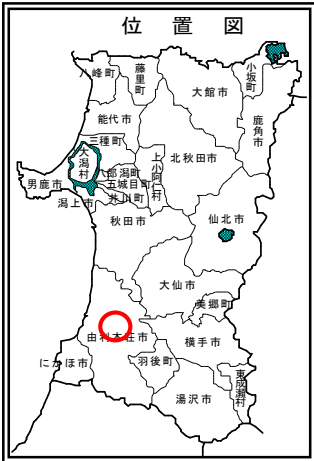 位置図
八峰町
藤里町
大館市
小坂町
鹿角市
能代市
三種町
大潟村
北秋田市
上小阿仁村
八郎潟町
五城目町
井川町
男鹿市
潟上市
秋田市
仙北市
大仙市
美郷町
由利本荘市
横手市
にかほ市
羽後町
東成瀬村
湯沢市